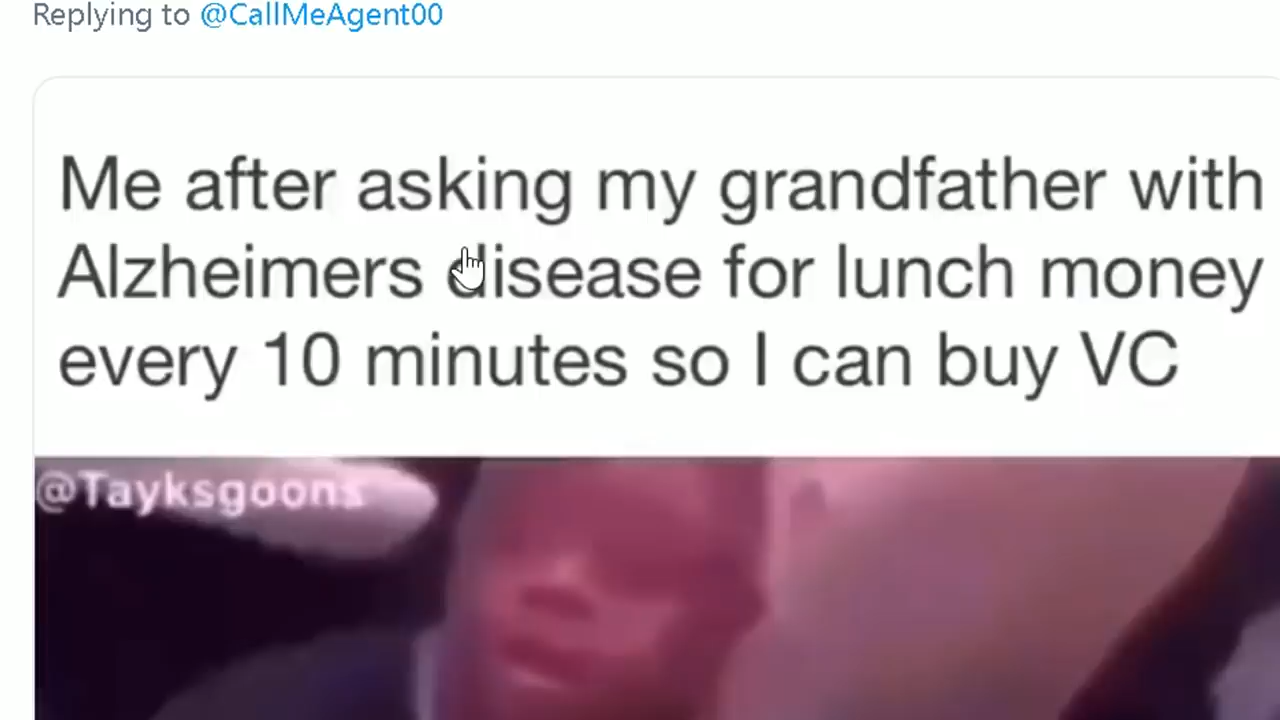 Replying to @CallMeAgent00
Me after asking my grandfather with
Alzheimers disease for lunch money
every 10 minutes so I can buy VC
@Tayksgoons